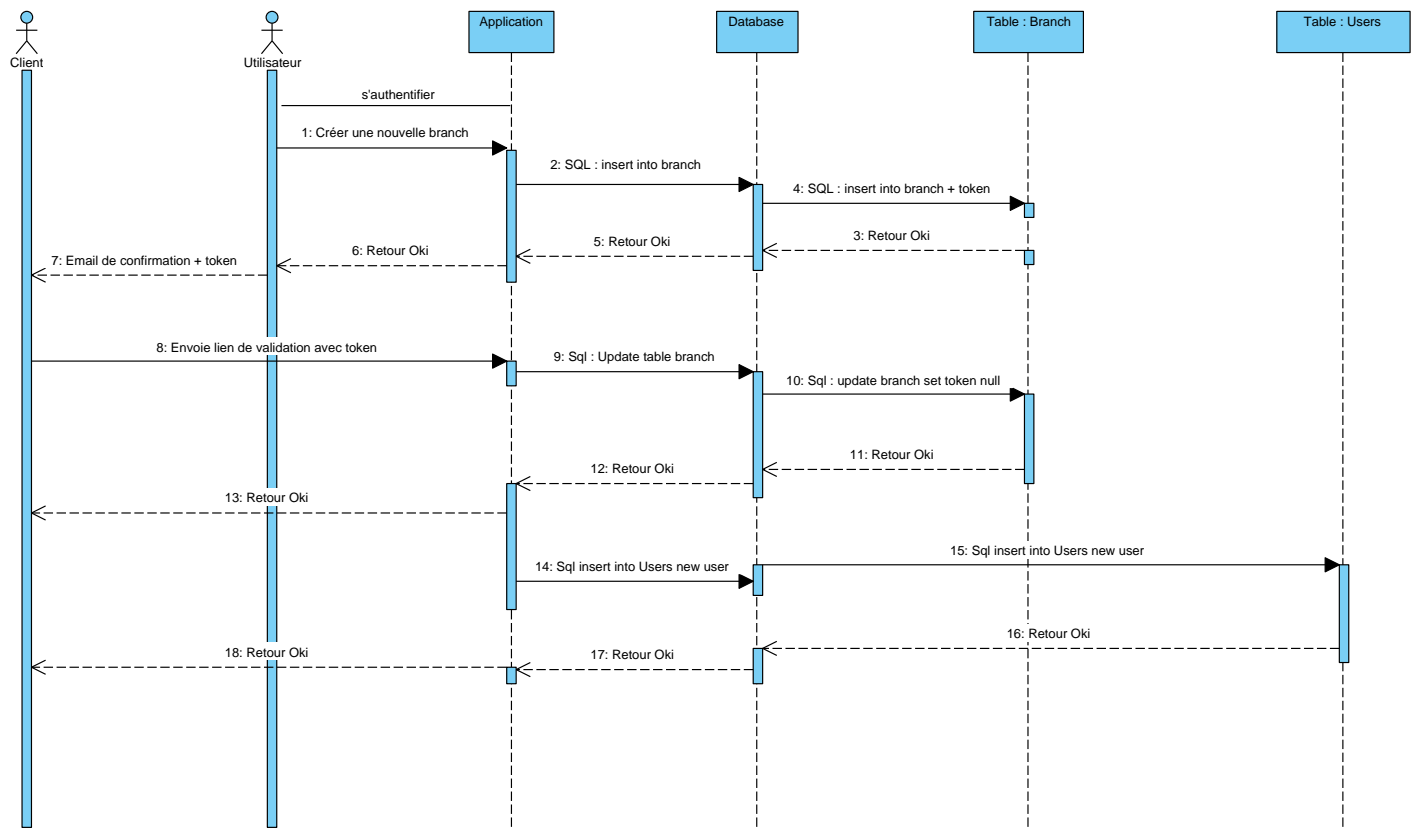 Application
Database
Table : Branch
Table : Users
Client
Utilisateur
s'authentifier
1: Créer une nouvelle branch
2: SQL : insert into branch
4: SQL : insert into branch + token
3: Retour Oki
5: Retour Oki
6: Retour Oki
7: Email de confirmation + token
8: Envoie lien de validation avec token
9: Sql : Update table branch
10: Sql : update branch set token null
11: Retour Oki
12: Retour Oki
13: Retour Oki
14: Sql insert into Users new user
15: Sql insert into Users new user
16: Retour Oki
17: Retour Oki
18: Retour Oki